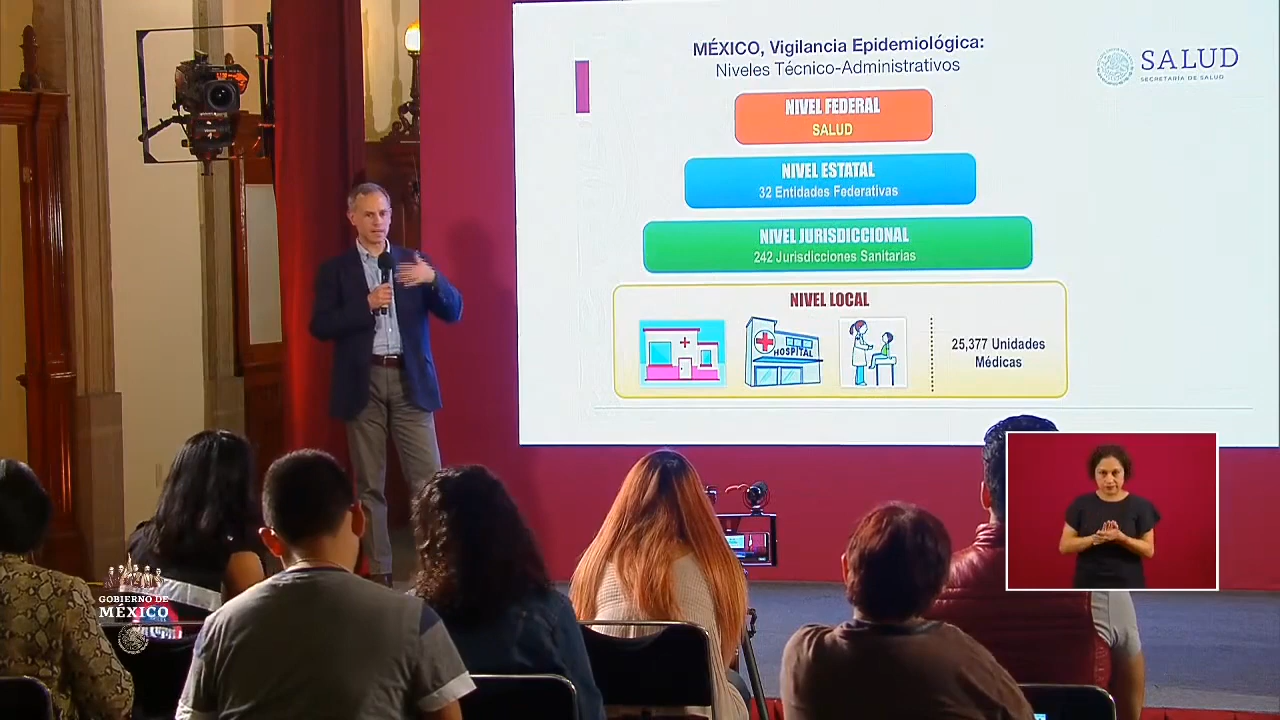 MÉXICO, Vigilancia Epidemiológica:
Niveles Técnico-Administrativos
SALUD
SECRETARÍA DE SALUD
NIVEL FEDERAL
SALUD
NIVEL ESTATAL
32 Entidades Federativas
NIVEL JURISDICCIONAL
242 Jurisdicciones Sanitarias
NIVEL LOCAL
HOSPITAL
25,377 Unidades
Médicas
GOBIERNO DE
MÉXICO